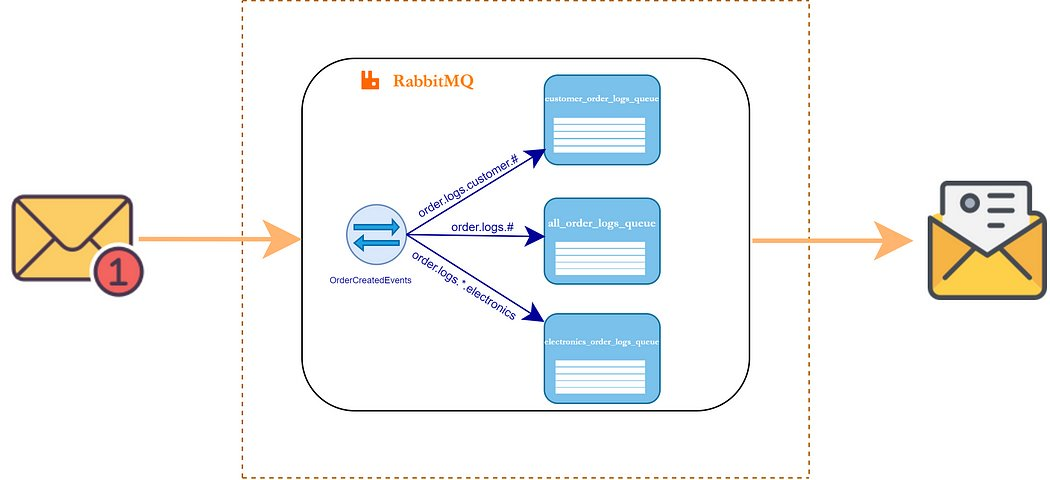 RabbitMQ
customer_order_logs_queue
order.logs.customer.#
all_order_logs_queue
order.logs.#
OrderCreatedEvents
order.logs. *.electronics
electronics_order_logs_queue
1